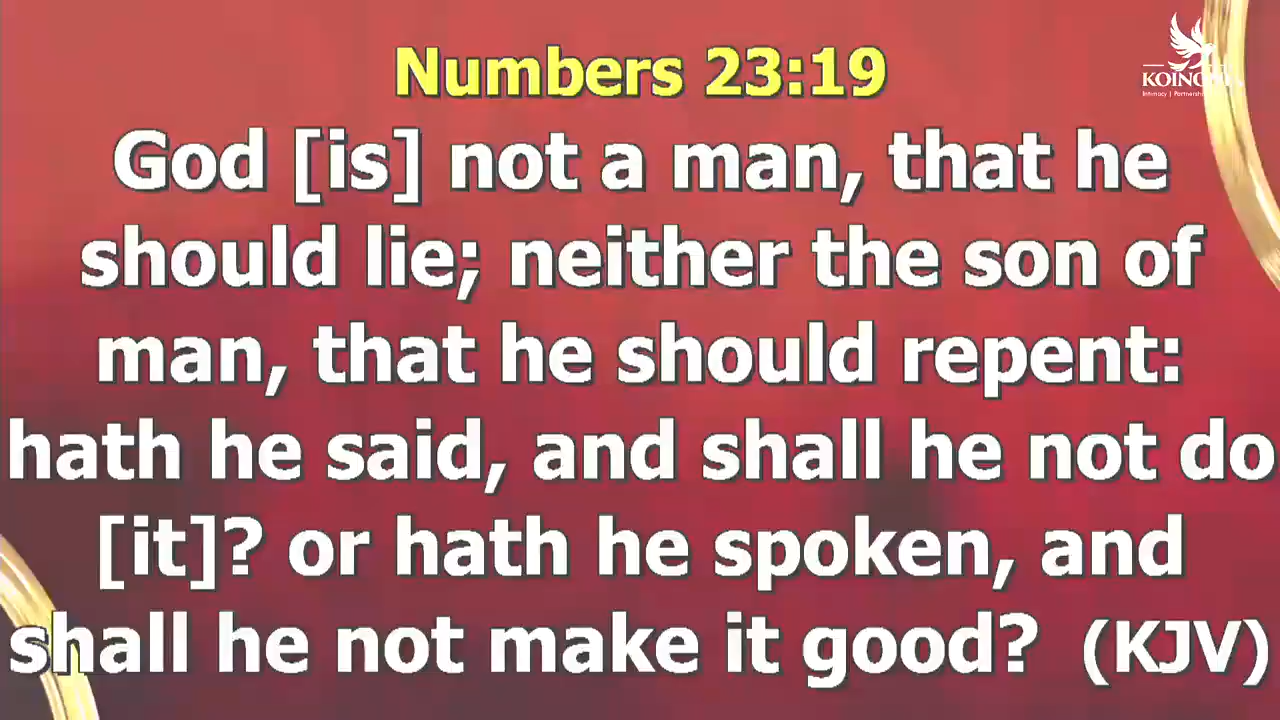 Numbers 23:19
God [is] not a man, that he
should lie; neither the son of
man, that he should repent:
hath he said, and shall he not do
[it]? or hath he spoken, and
shall he not make it good? (KJV)
Intimacy |